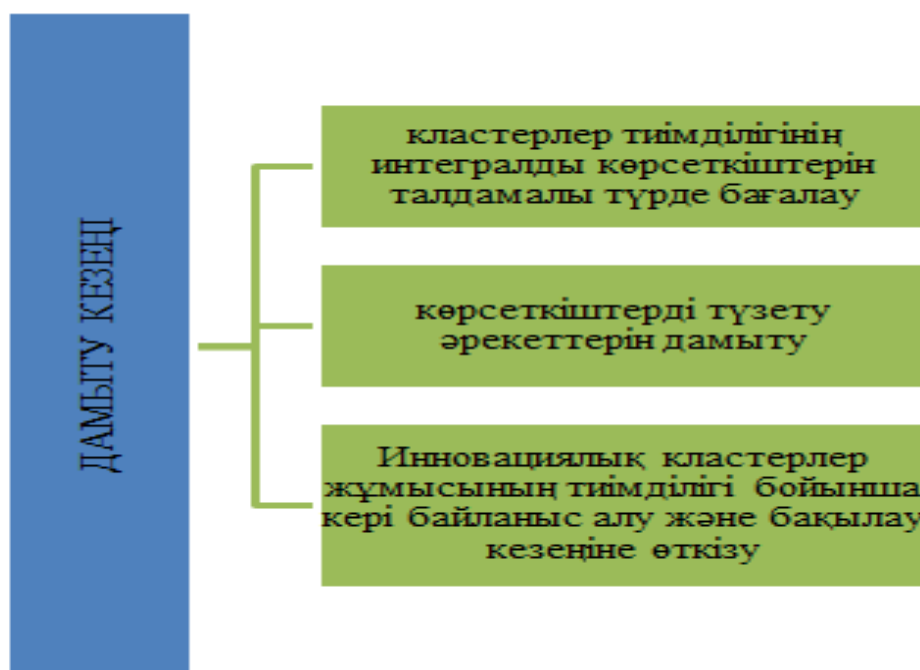 ДАМЫТУ КЕЗЕҢІ
кластерлер тиімділігінің
интегралды көрсеткіштерін
талдамалы түрде бағалау
көрсеткіштерді түзету
әрекеттерін дамыту
Инновациялық кластерлер
жұмысының тиімділігі бойынша
кері байланыс алу және бақылау
кезеңіне өткізу